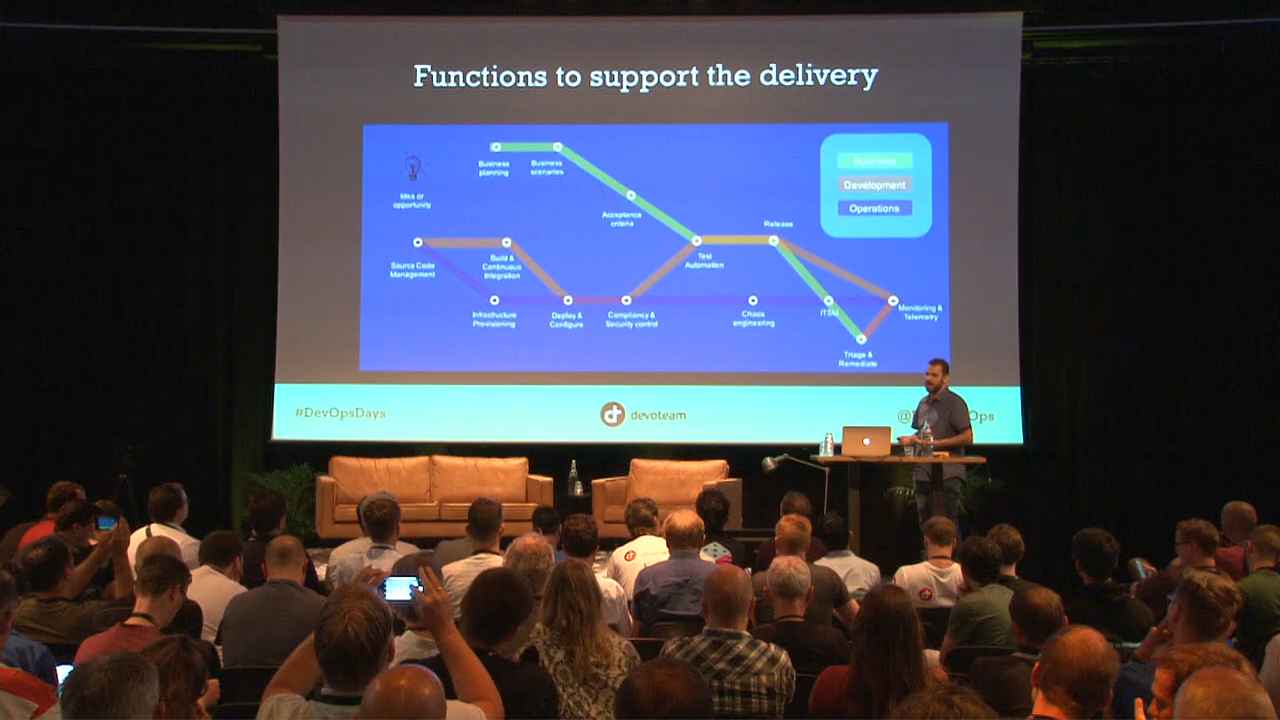 Functions to support the delivery
Business
planning
Business
scenarios
Idea or
opportunity
Acceptance
criteria
Business
Development
Operations
Release
Source Code
Management
Build &
Continuous
Integration
Test
Automation
Infrastructure
Provisioning
Deploy &
Configure
Compliance &
Security control
Chaos
engineering
ITSM
Monitoring &
Telemetry
Triage &
Remediate
#DevOpsDays
devoteam